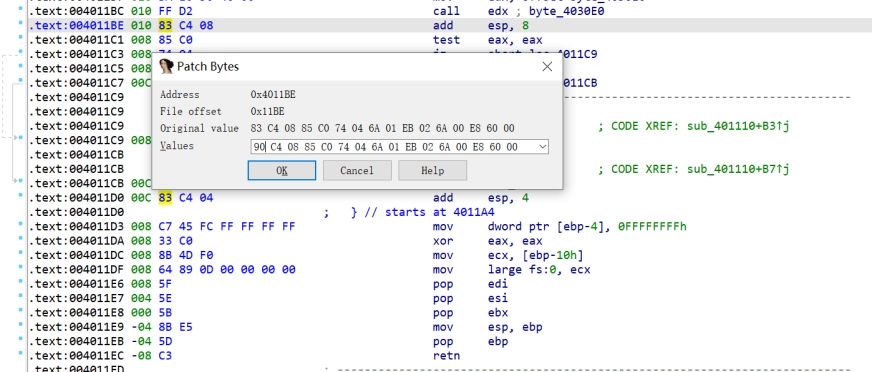 .text:004011BC 010 FF D2 call edx ; byte_4030E0
.text:004011BE 010 83 C4 08 add esp, 8
.text:004011C1 008 85 C0 test eax, eax
.text:004011C3 008
.text:004011C5 008
.text:004011C7 00C 4011CB
.text:004011C9
.text:004011C9
.text:004011C9 ; CODE XREF: sub_401110+B3↑j
.text:004011C9 008
.text:004011CB
.text:004011CB ; CODE XREF: sub_401110+B7↑j
.text:004011CB 00C
.text:004011D0 00C 83 C4 04 add esp, 4
.text:004011D0 ; } // starts at 4011A4
.text:004011D3 008 C7 45 FC FF FF FF FF mov dword ptr [ebp-4], 0FFFFFFFFh
.text:004011DA 008 33 C0 xor eax, eax
.text:004011DC 008 8B 4D F0 mov ecx, [ebp-10h]
.text:004011DF 008 64 89 0D 00 00 00 00 mov large fs:0, ecx
.text:004011E6 008 5F pop edi
.text:004011E7 004 5E pop esi
.text:004011E8 000 5B pop ebx
.text:004011E9 -04 8B E5 mov esp, ebp
.text:004011EB -04 5D pop ebp
.text:004011EC -08 C3 retn
Patch Bytes
Address 0x4011BE
File offset 0x11BE
Original value 83 C4 08 85 C0 74 04 6A 01 EB 02 6A 00 E8 60 00
Values 90 C4 08 85 C0 74 04 6A 01 EB 02 6A 00 E8 60 00
OK Cancel Help